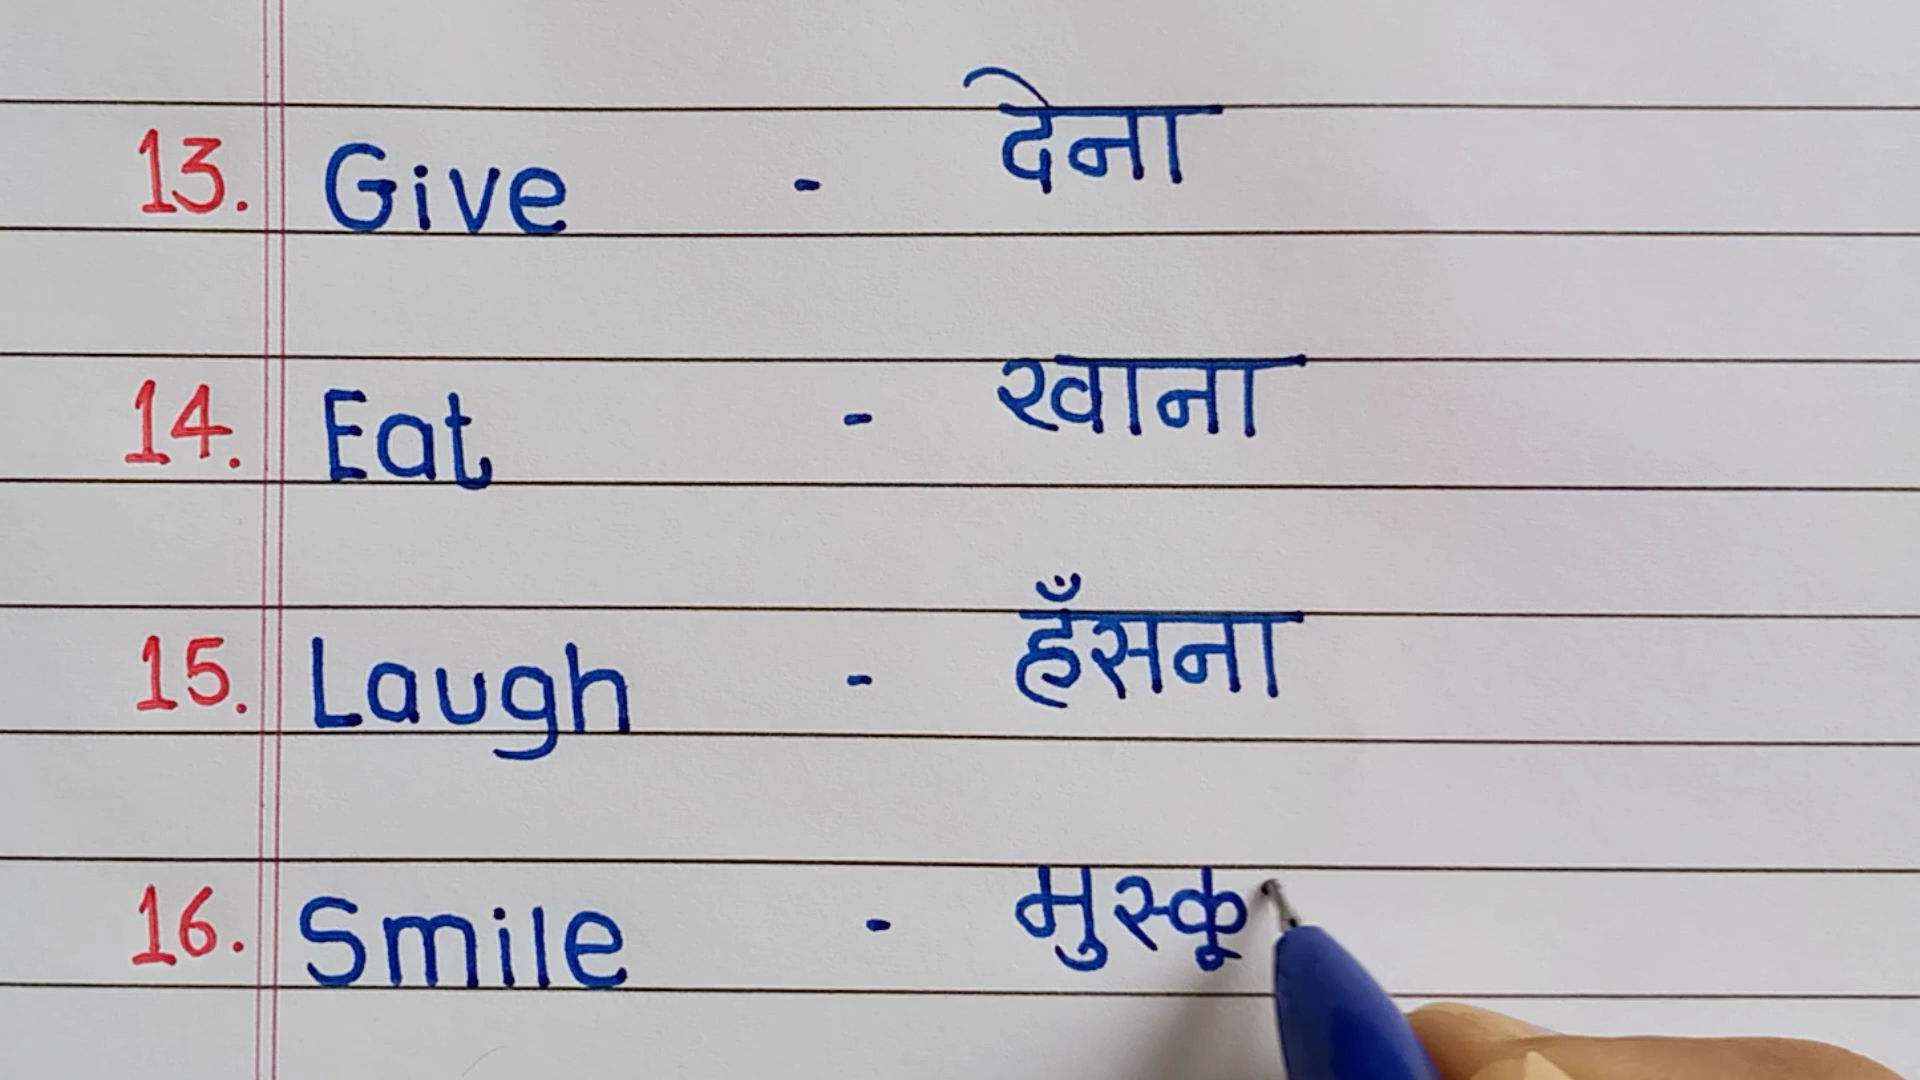 13. Give - देना
14. Eat - खाना
15. Laugh - हँसना
16. Smile - मुस्कू